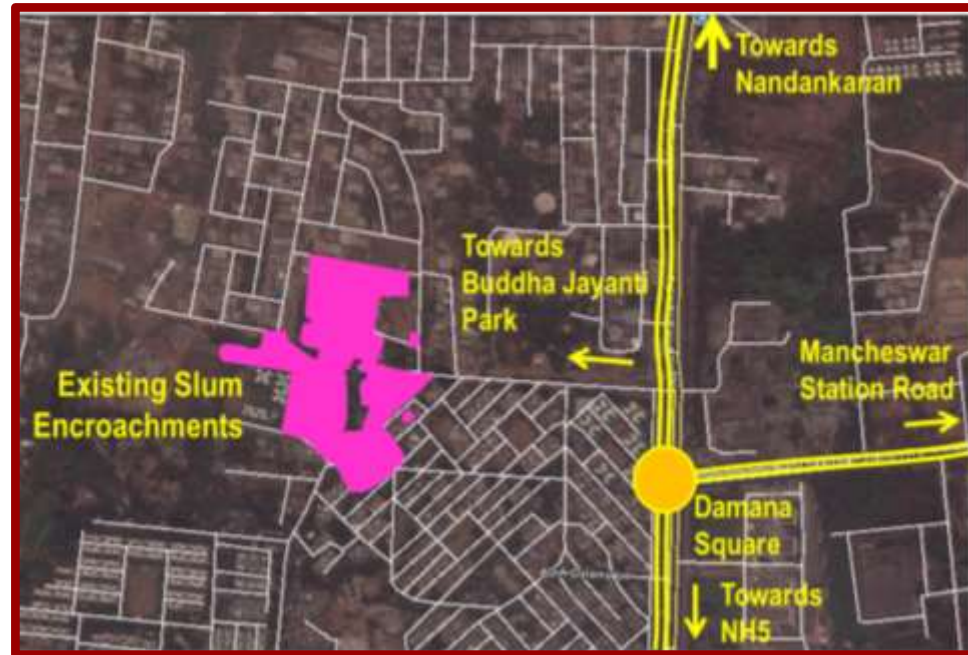 Towards
Nandankanan
Towards
Buddha Jayanti
Park
Mancheswar
Station Road
Existing Slum
Encroachments
Damana
Square
Towards
NH5